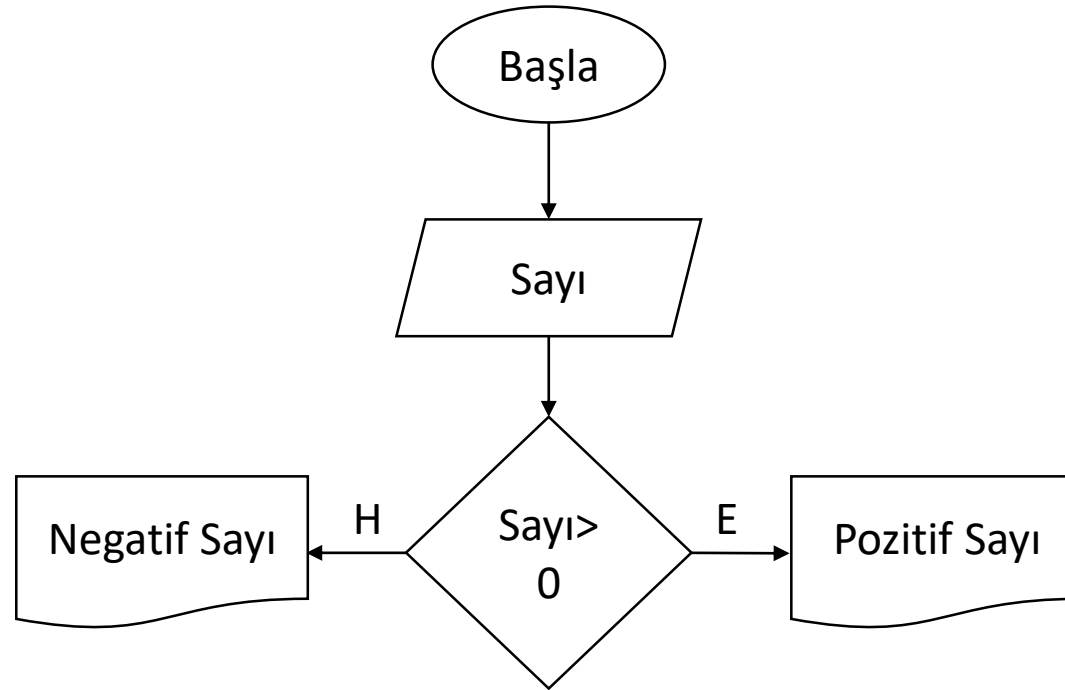 Başla
Sayı
Negatif Sayı
H
Sayı>
0
E
Pozitif Sayı